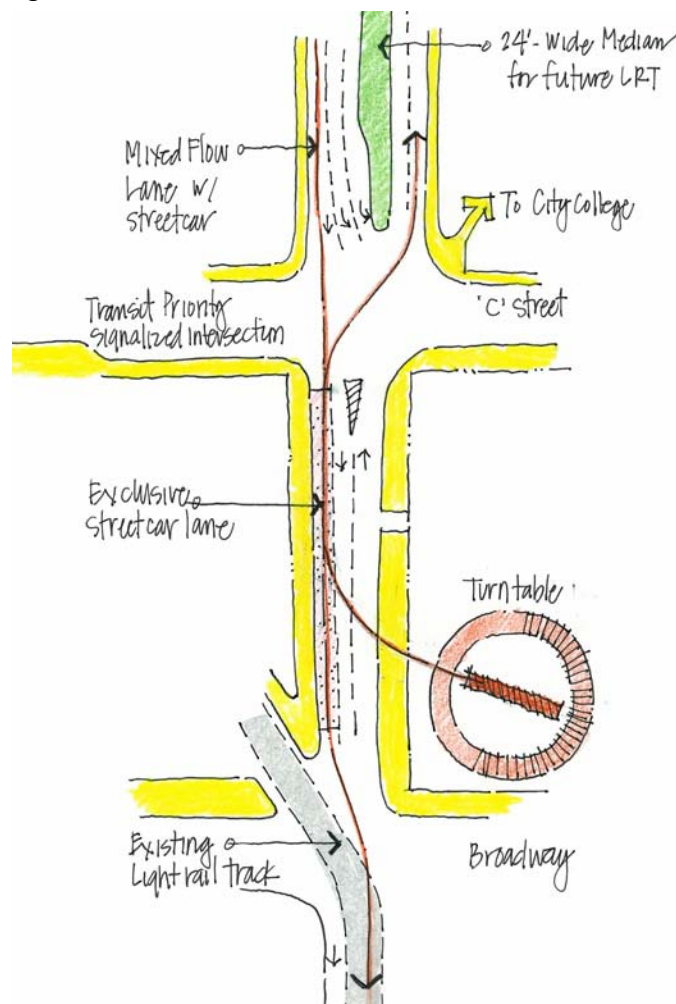 24'-Wide Median
for future LRT
Mixed Flow
Lane w/
streetcar
To City College
Transit Priority
Signalized Intersection
'C' Street
Exclusive
streetcar lane
Turntable
Existing
Light rail track
Broadway